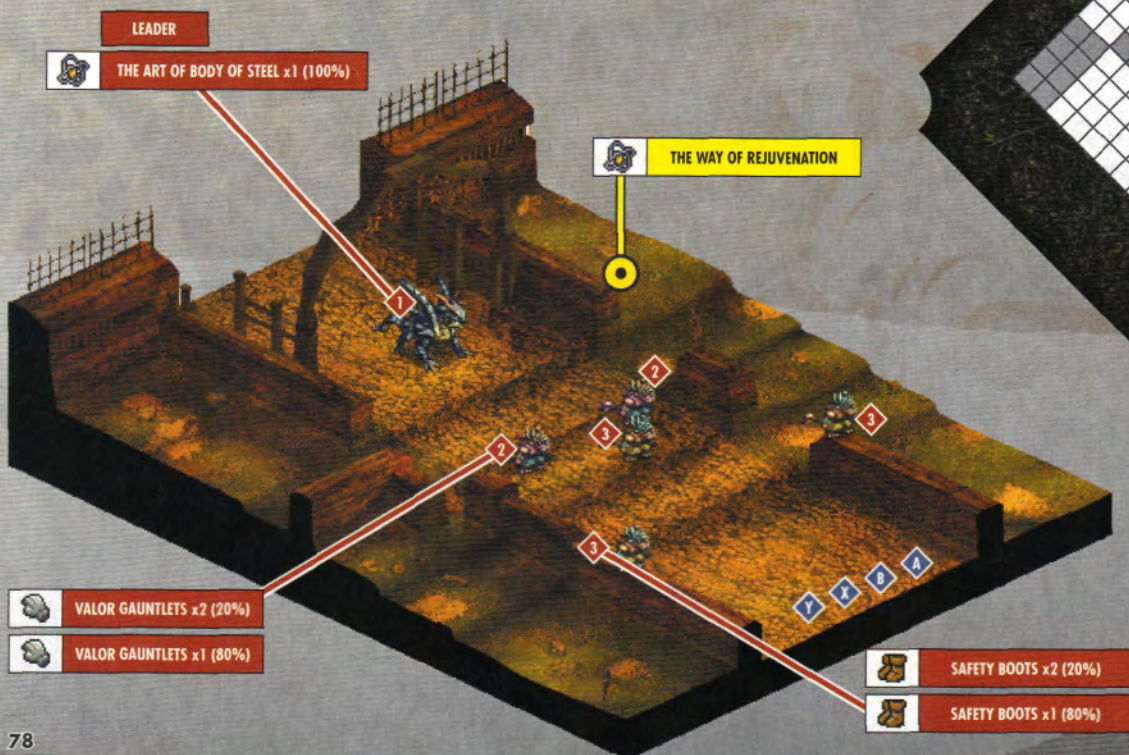 LEADER
THE ART OF BODY OF STEEL x1 (100%)
THE WAY OF REJUVENATION
1
2
3
2
3
3
Y X B A
VALOR GAUNTLETS x2 (20%)
VALOR GAUNTLETS x1 (80%)
SAFETY BOOTS x2 (20%)
SAFETY BOOTS x1 (80%)
78